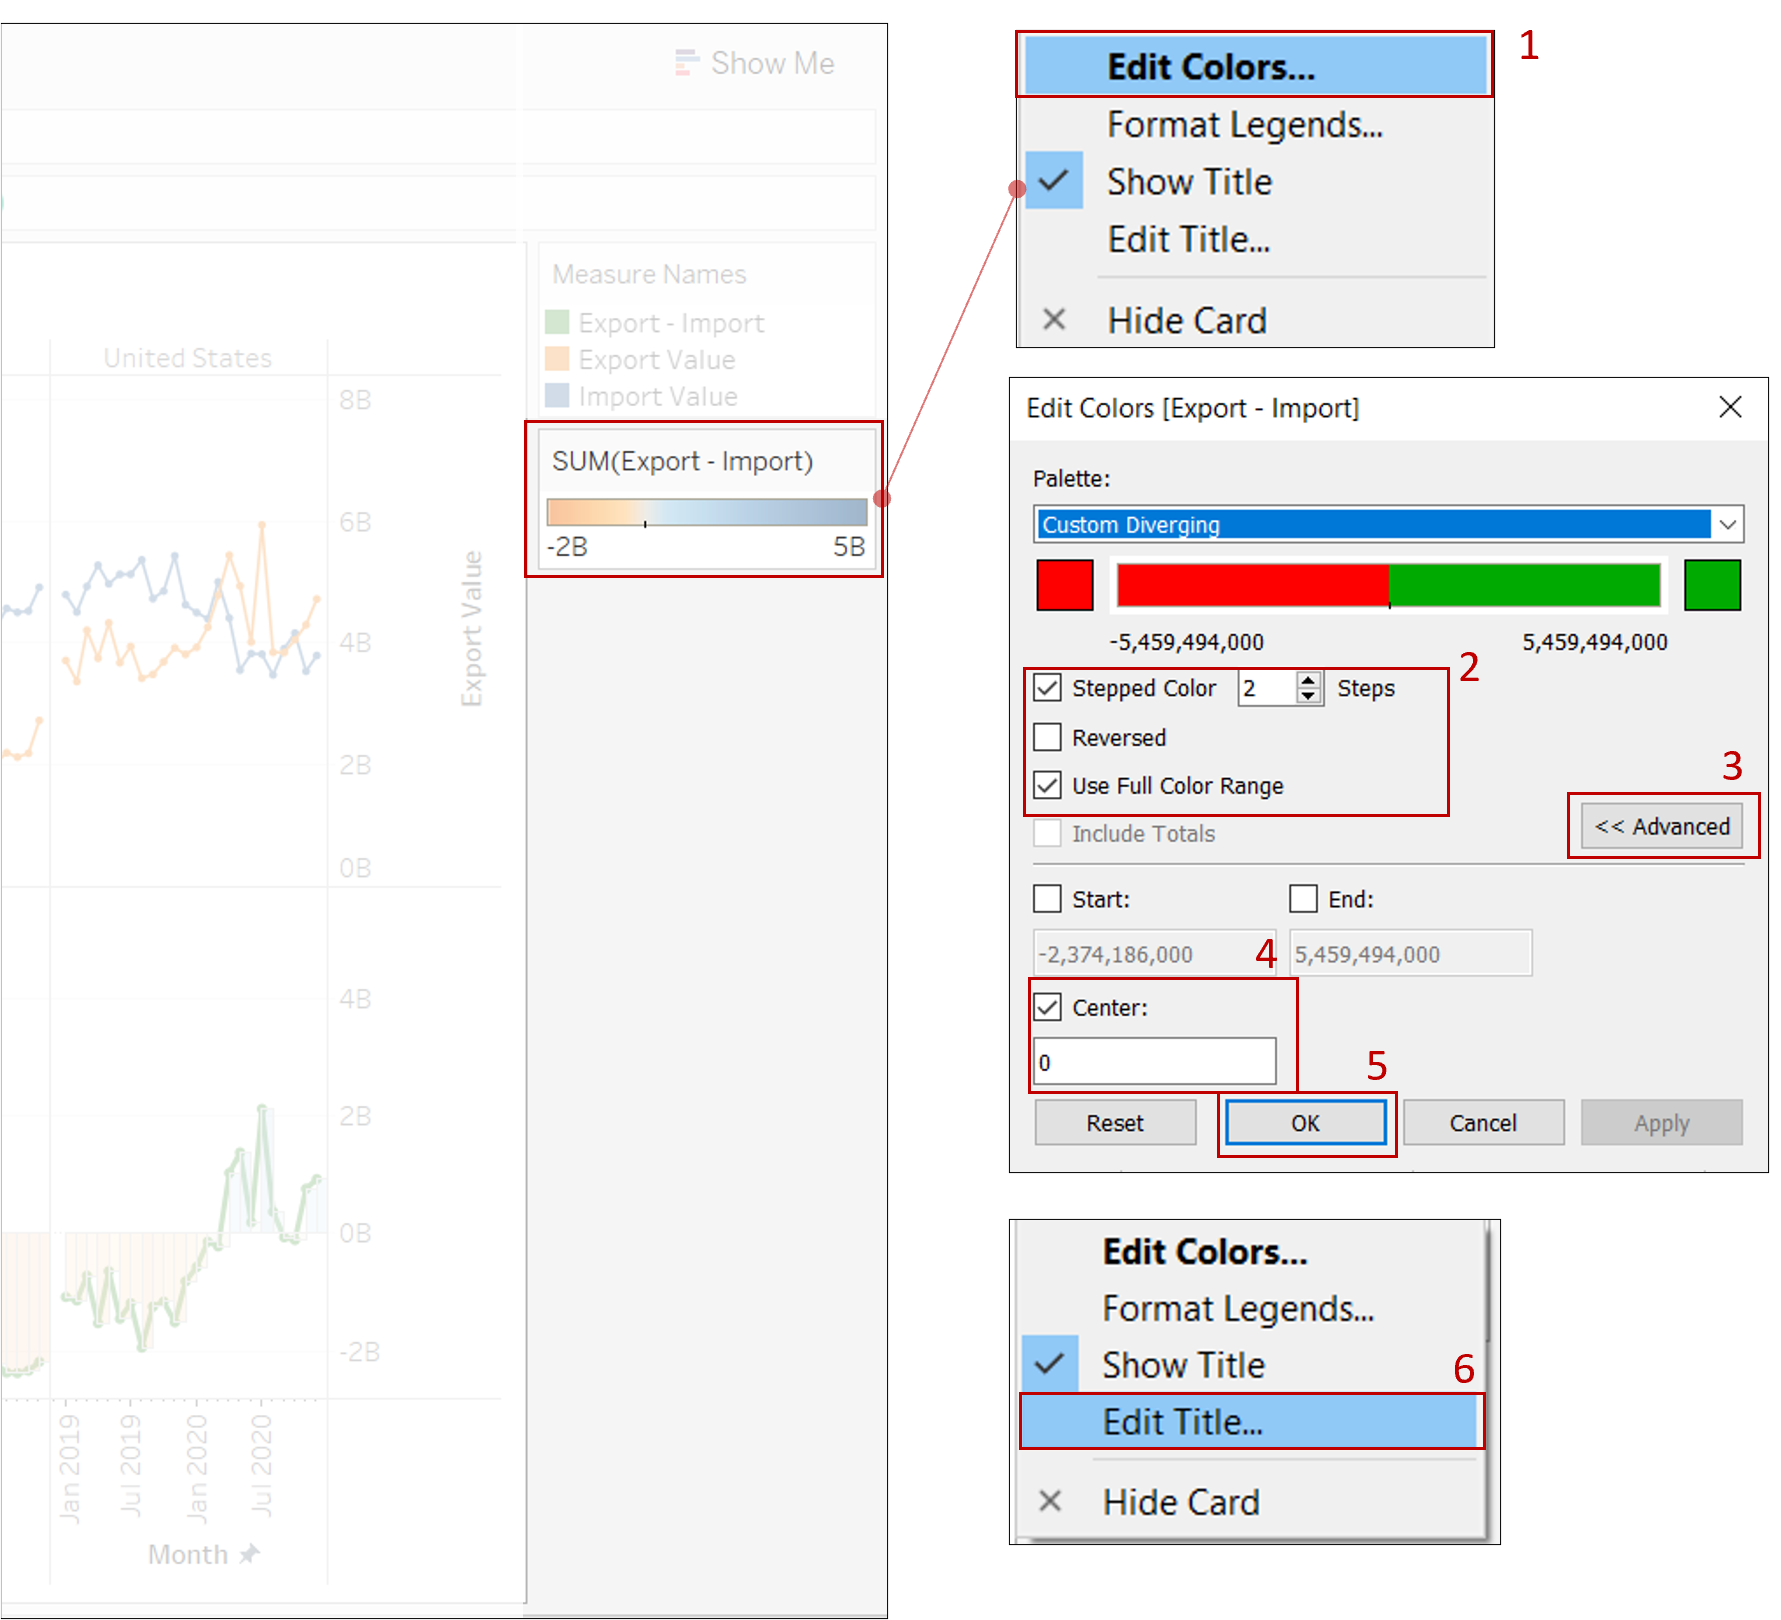 Show Me
Measure Names
Export - Import
Export Value
Import Value
United States
8B
6B
4B
2B
0B
Export Value
4B
2B
0B
-2B
Jan 2019
Jul 2019
Jan 2020
Jul 2020
Month
SUM(Export - Import)
-2B 5B
1
Edit Colors...
Format Legends...
Show Title
Edit Title...
Hide Card
Edit Colors [Export - Import]
Palette:
Custom Diverging
-5,459,494,000 5,459,494,000
2
Stepped Color 2 Steps
Reversed
Use Full Color Range
3
Include Totals
<< Advanced
Start: End:
-2,374,186,000 5,459,494,000
4
Center:
0
5
Reset OK Cancel Apply
Edit Colors...
Format Legends...
Show Title
6
Edit Title...
Hide Card